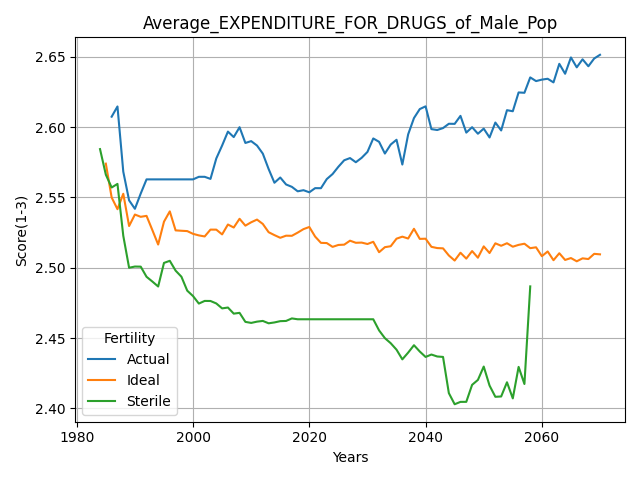 Average_EXPENDITURE_FOR_DRUGS_of_Male_Pop
Score(1-3)
2.65
2.60
2.55
2.50
2.45
2.40
Fertility
Actual
Ideal
Sterile
1980
2000
2020
2040
2060
Years